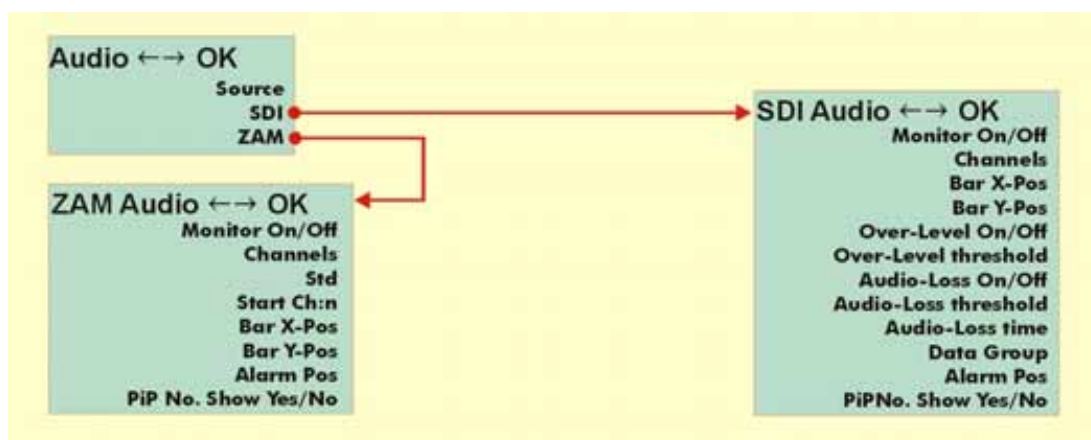 Audio ←→ OK
Source
SDI
ZAM
ZAM Audio ←→ OK
Monitor On/Off
Channels
Std
Start Ch:n
Bar X-Pos
Bar Y-Pos
Alarm Pos
PiP No. Show Yes/No
SDI Audio ←→ OK
Monitor On/Off
Channels
Bar X-Pos
Bar Y-Pos
Over-Level On/Off
Over-Level threshold
Audio-Loss On/Off
Audio-Loss threshold
Audio-Loss time
Data Group
Alarm Pos
PiPNo. Show Yes/No